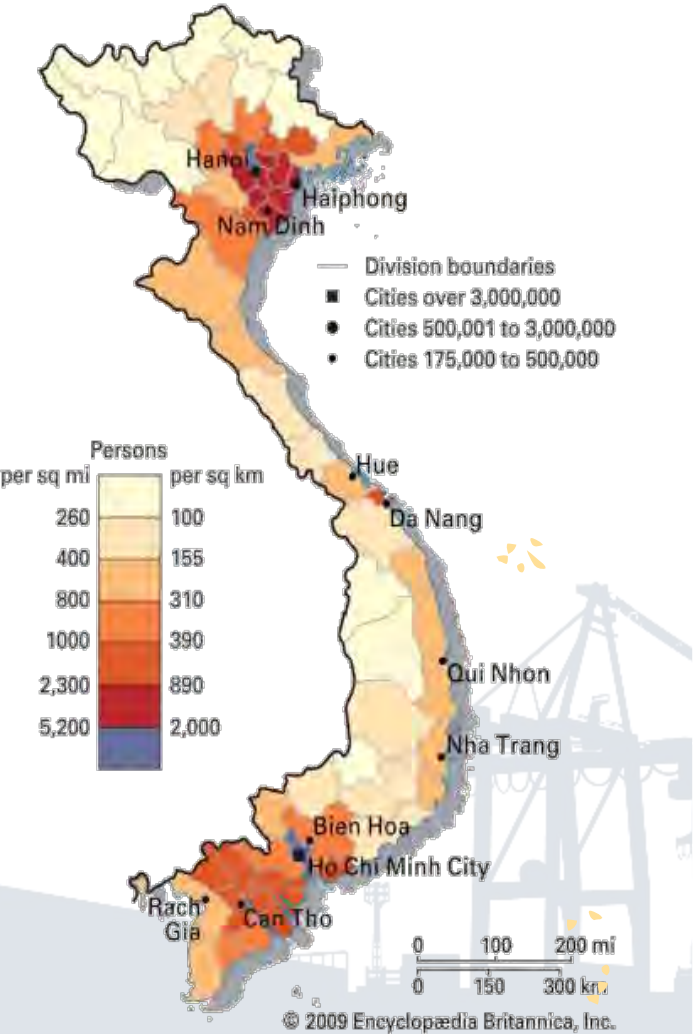 Hanoi
Haiphong
Nam Dinh
Division boundaries
Cities over 3,000,000
Cities 500,001 to 3,000,000
Cities 175,000 to 500,000
Persons
per sq mi per sq km
260 100
400 155
800 310
1000 390
2,300 890
5,200 2,000
Hue
Da Nang
Qui Nhon
Nha Trang
Bien Hoa
Ho Chi Minh City
Rach
Gia
Can Tho
0 100 200 mi
0 150 300 km
© 2009 Encyclopædia Britannica, Inc.